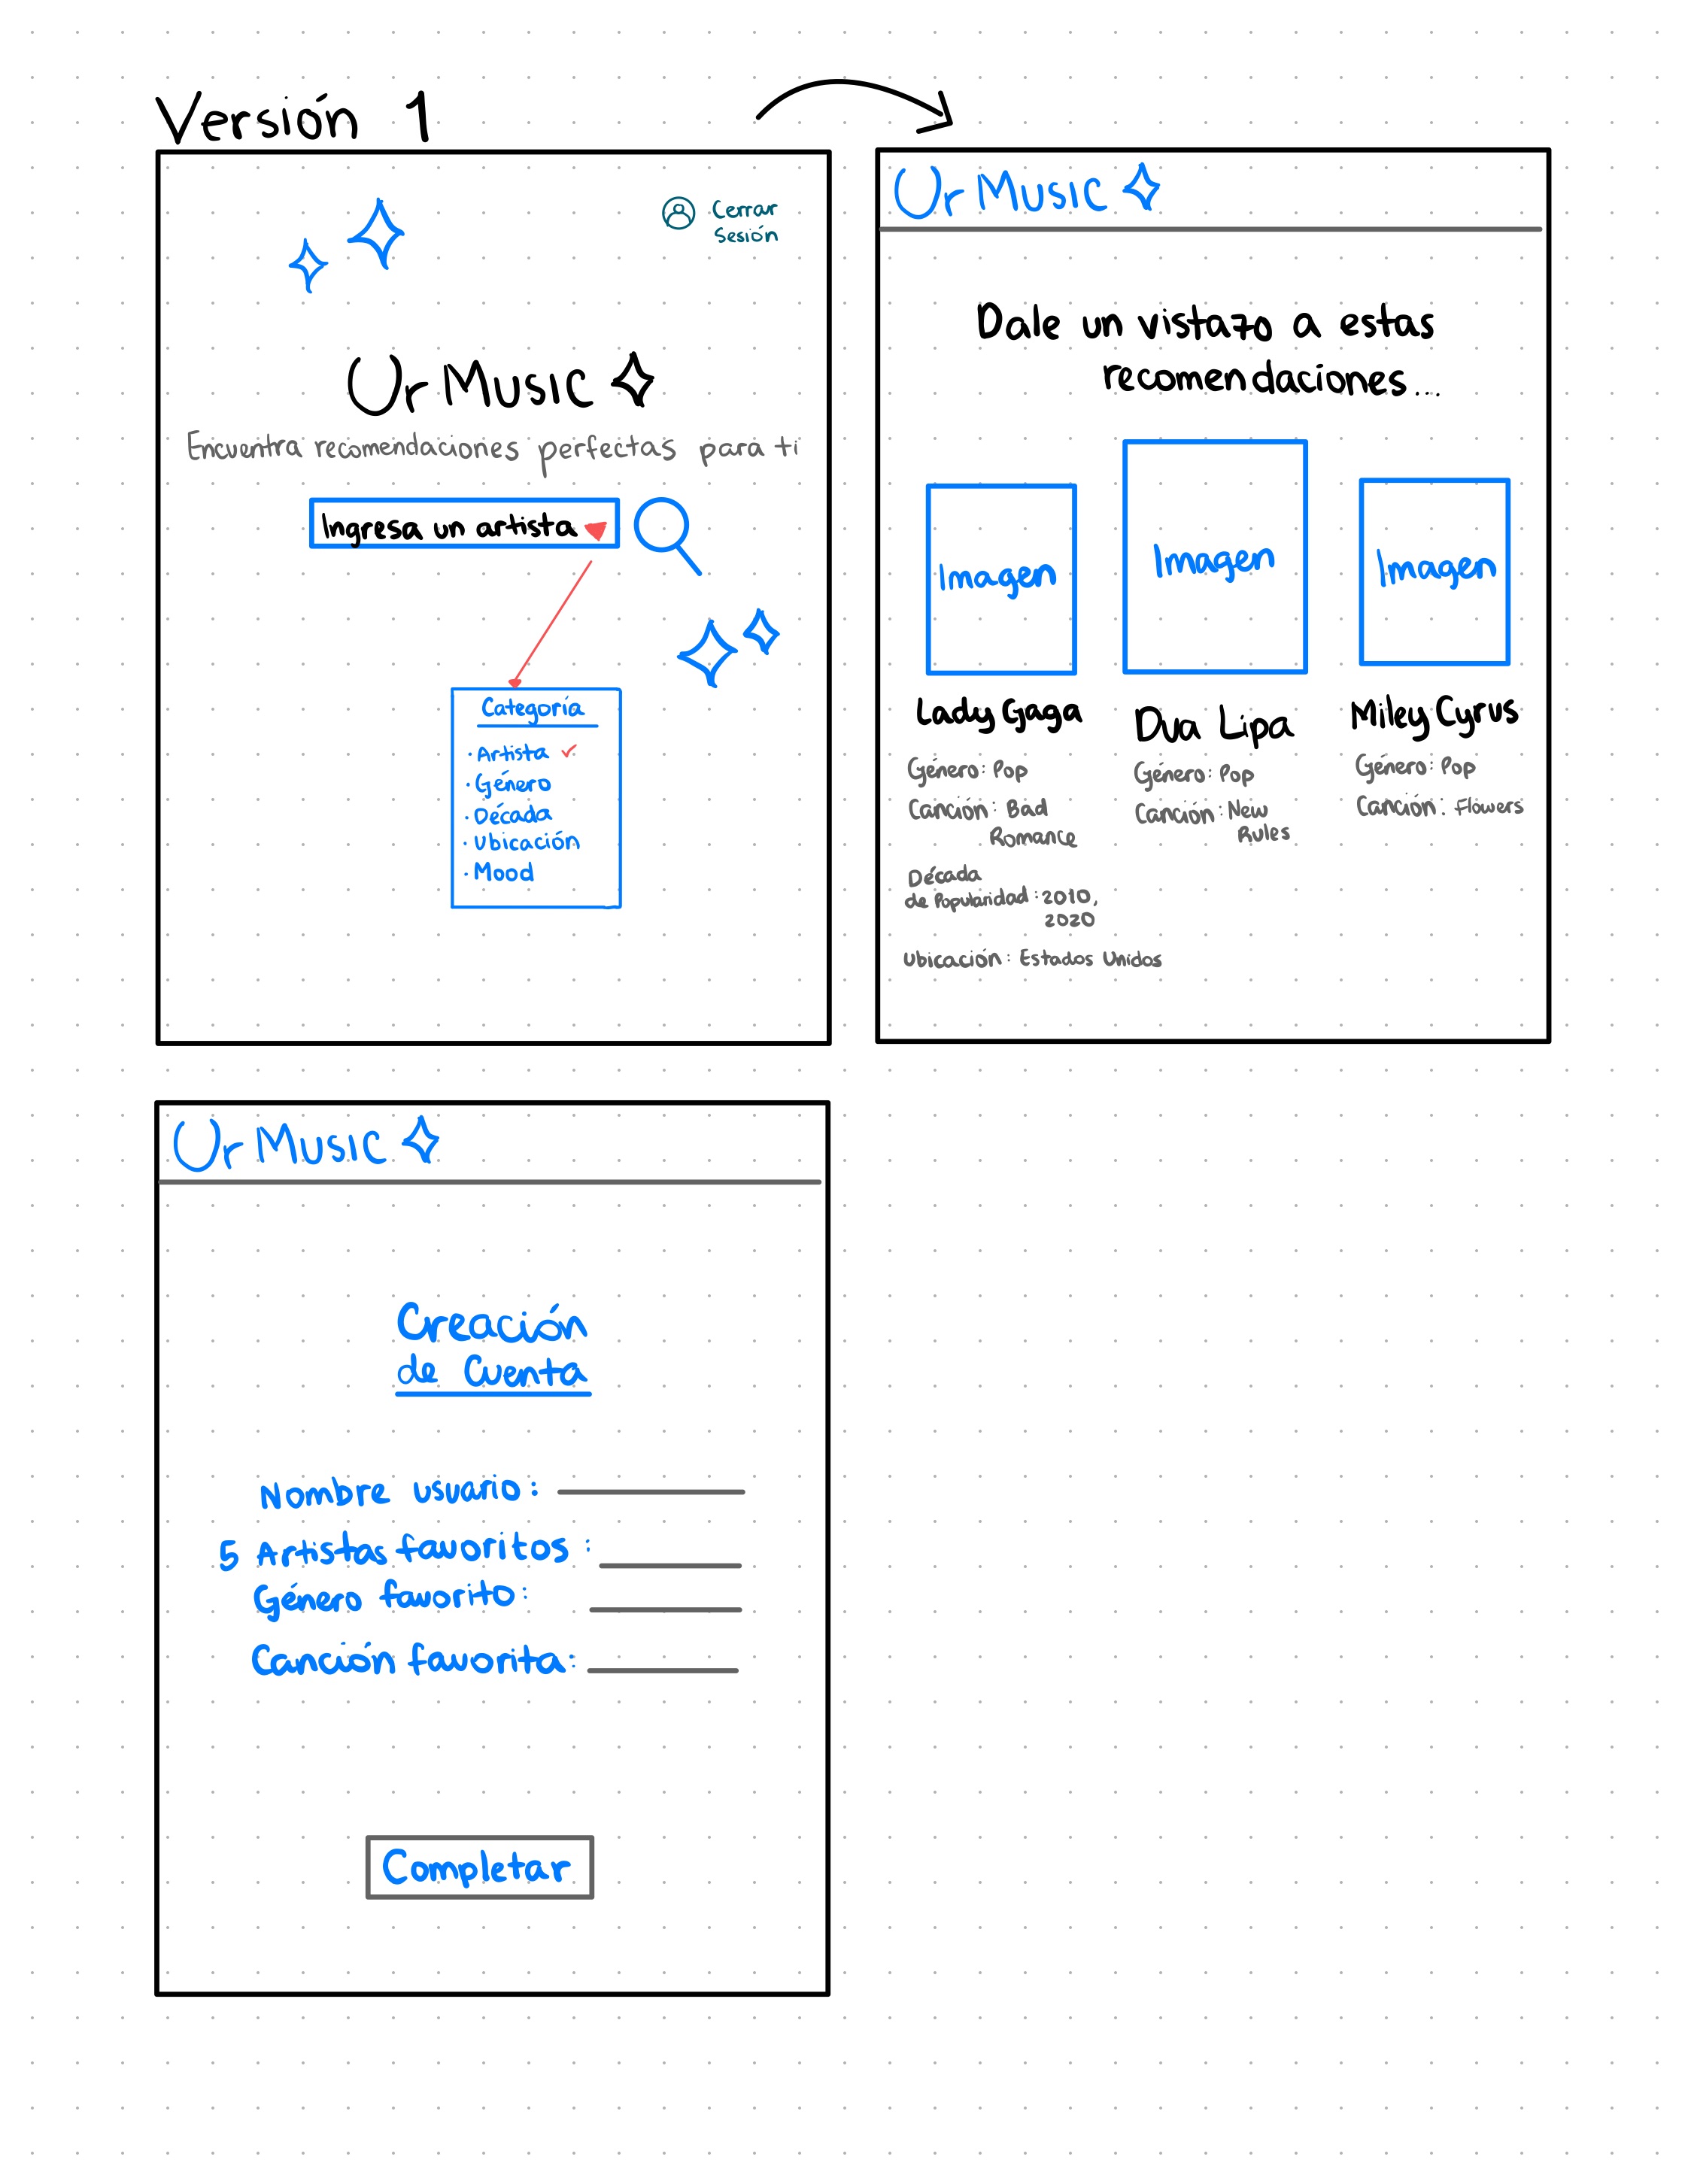 Versión 1
Cerrar
Sesión
Ur Music
Encuentra recomendaciones perfectas para ti
Ingresa un artista
Categoría
· Artista ✓
· Género
· Década
· Ubicación
· Mood
Ur Music
Dale un vistazo a estas
recomendaciones...
Imagen
Imagen
Imagen
Lady Gaga
Género: Pop
Canción: Bad
Romance
Década
de Popularidad: 2010,
2020
Ubicación: Estados Unidos
Dua Lipa
Género: Pop
Canción: New
Rules
Miley Cyrus
Género: Pop
Canción: Flowers
Ur Music
Creación
de Cuenta
Nombre usuario:
5 Artistas favoritos:
Género favorito:
Canción favorita:
Completar